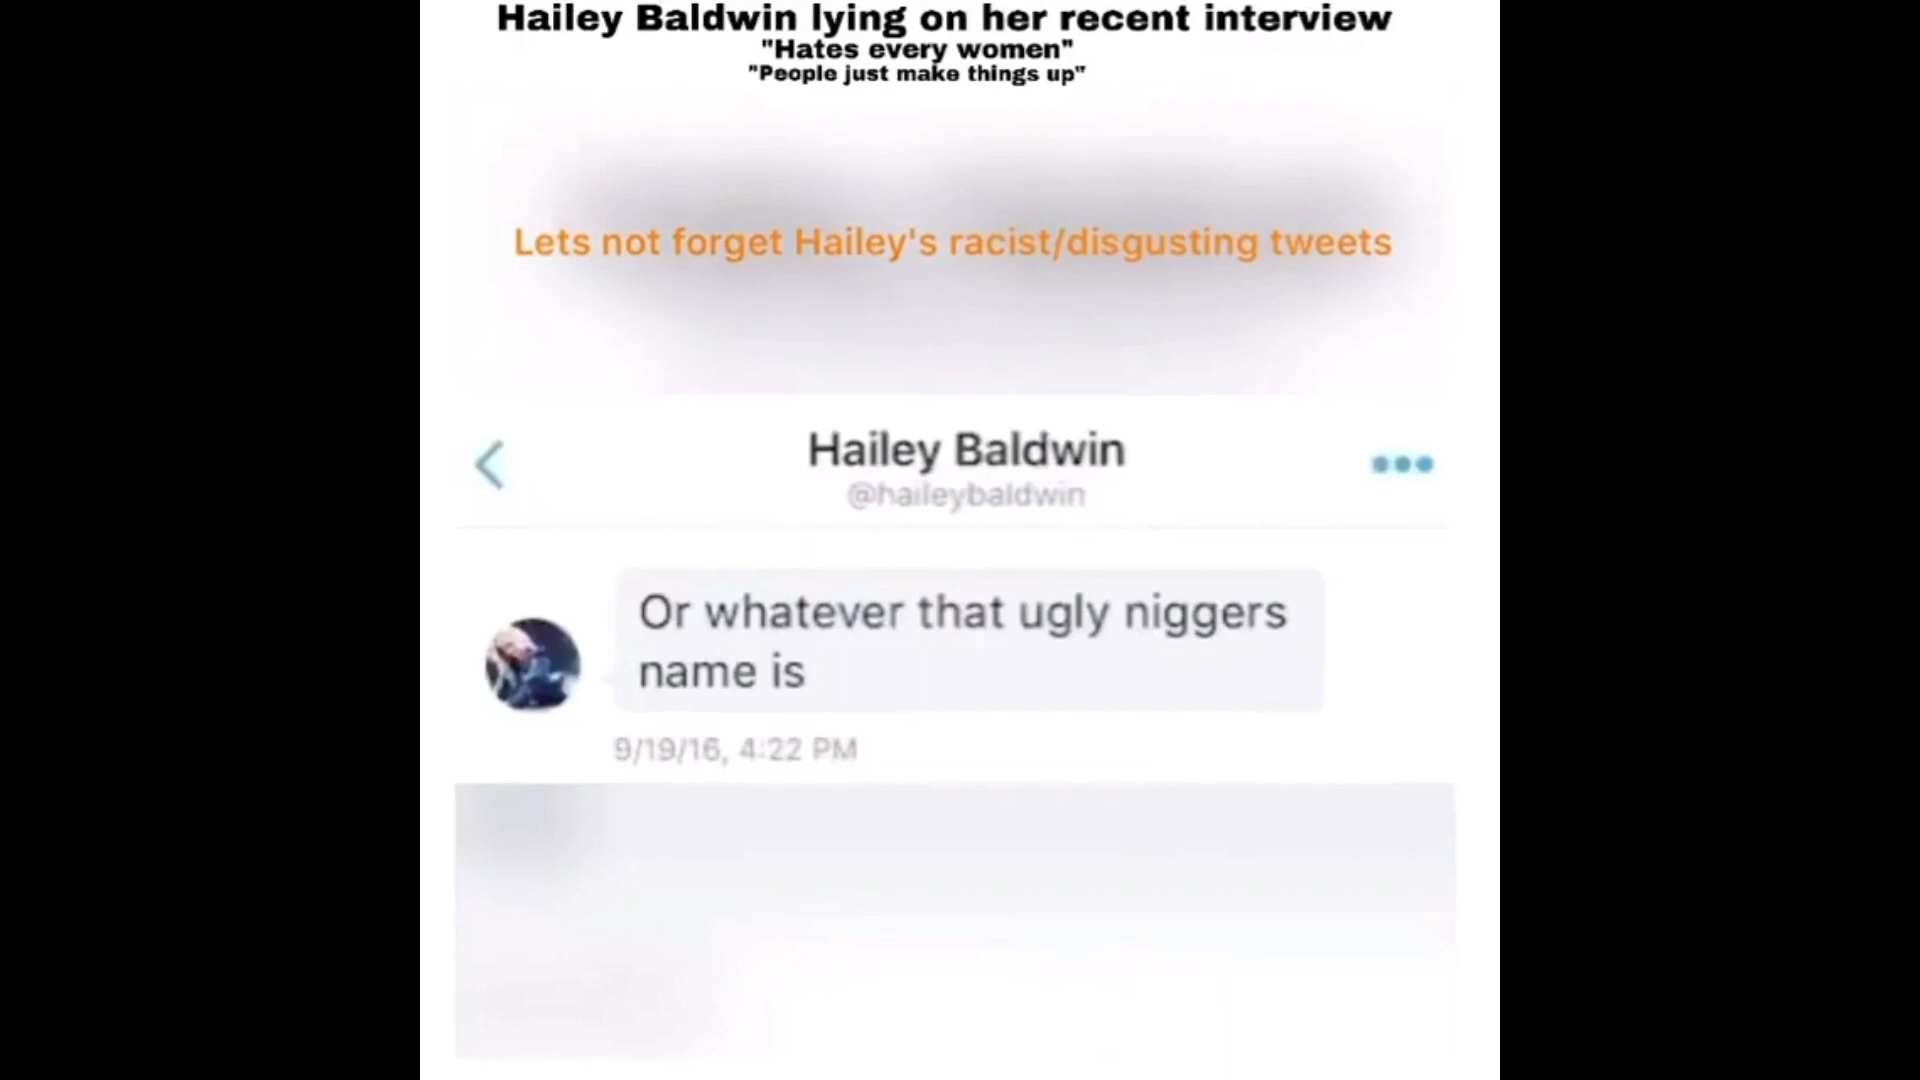 Hailey Baldwin lying on her recent interview
"Hates every women"
"People just make things up"
Lets not forget Hailey's racist/disgusting tweets
Hailey Baldwin
@haileybaldwin
Or whatever that ugly niggers
name is
9/19/16, 4:22 PM